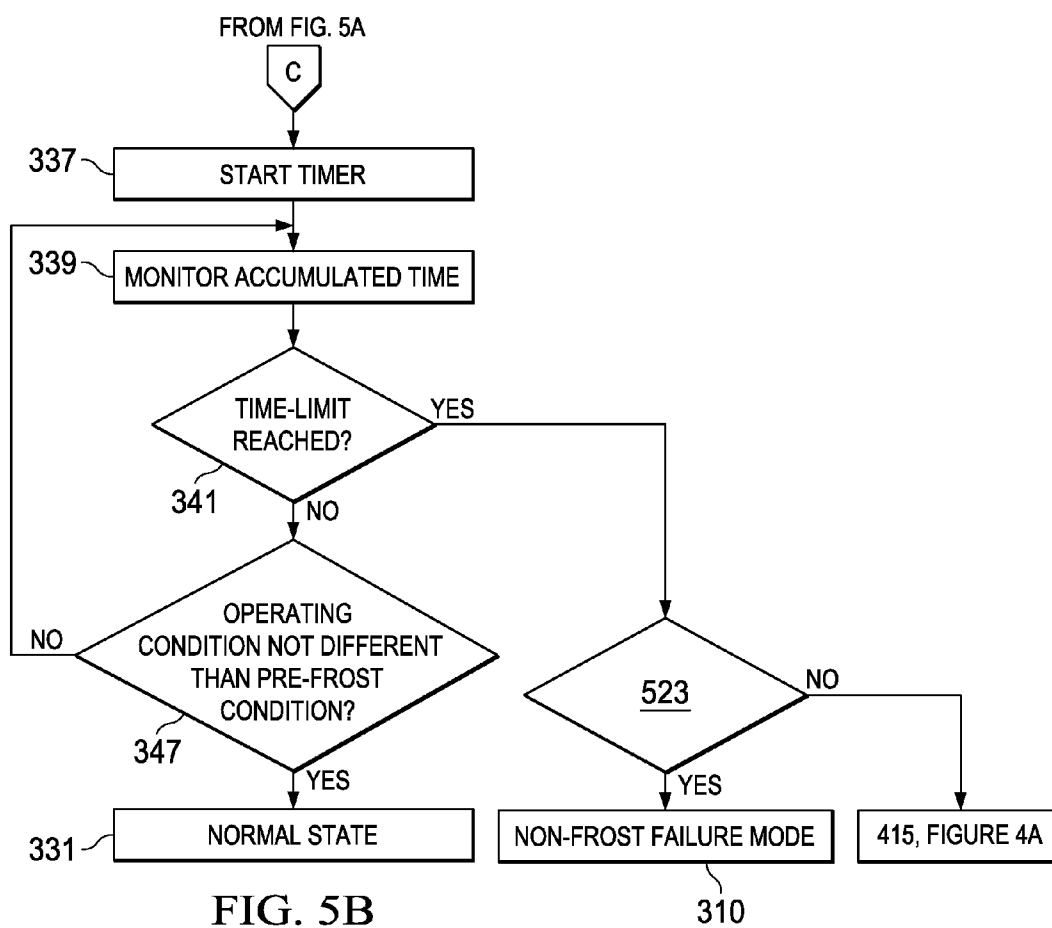 FROM FIG. 5A
C
337
START TIMER
339
MONITOR ACCUMULATED TIME
TIME-LIMIT
REACHED?
YES
341
NO
OPERATING
CONDITION NOT DIFFERENT
THAN PRE-FROST
CONDITION?
NO
347
YES
523
NO
YES
331
NORMAL STATE
NON-FROST FAILURE MODE
415, FIGURE 4A
310
FIG. 5B